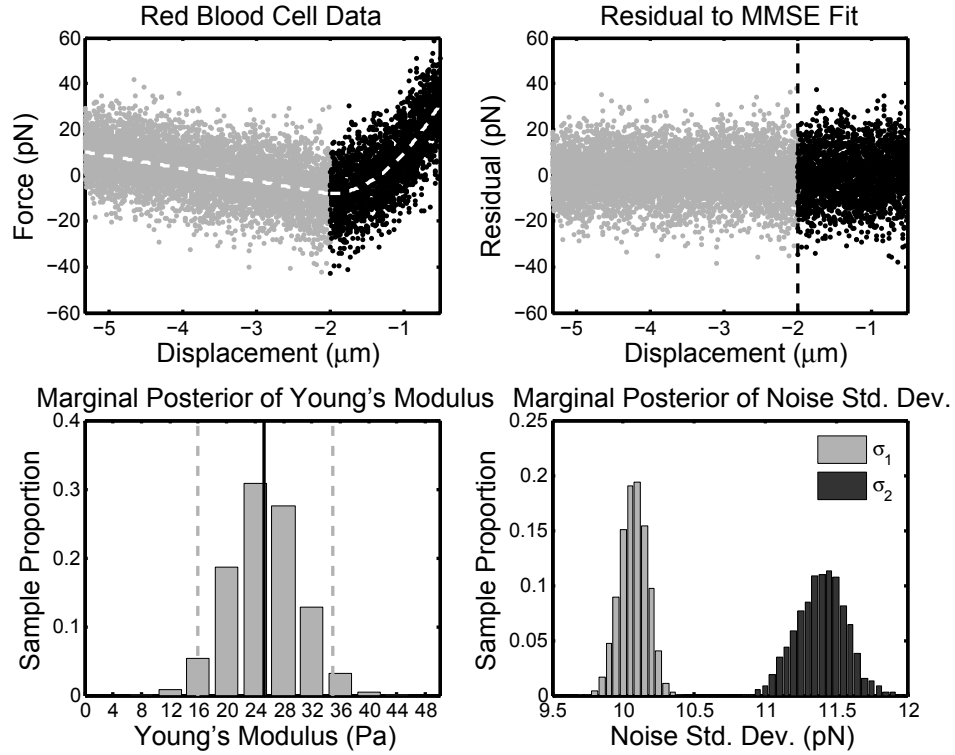 Red Blood Cell Data
Force (pN)
60
40
20
0
−20
−40
−60
−5 −4 −3 −2 −1
Displacement (μm)
Residual to MMSE Fit
Residual (pN)
60
40
20
0
−20
−40
−60
−5 −4 −3 −2 −1
Displacement (μm)
Marginal Posterior of Young's Modulus
Sample Proportion
0.4
0.3
0.2
0.1
0
0 4 8 12 16 20 24 28 32 36 40 44 48
Young's Modulus (Pa)
Marginal Posterior of Noise Std. Dev.
Sample Proportion
0.25
0.2
0.15
0.1
0.05
0
σ1
σ2
9.5 10 10.5 11 11.5 12
Noise Std. Dev. (pN)